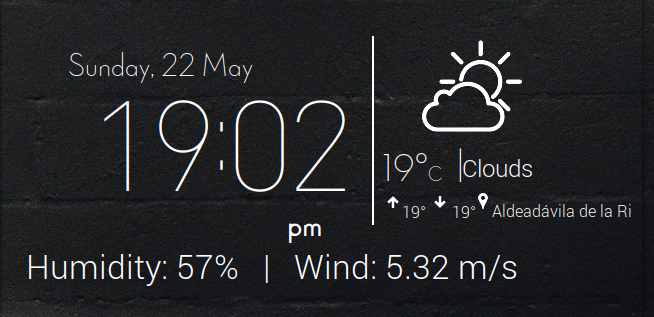 Sunday, 22 May
19:02
pm
19°C |Clouds
19° 19° Aldeadávila de la Ri
Humidity: 57% | Wind: 5.32 m/s